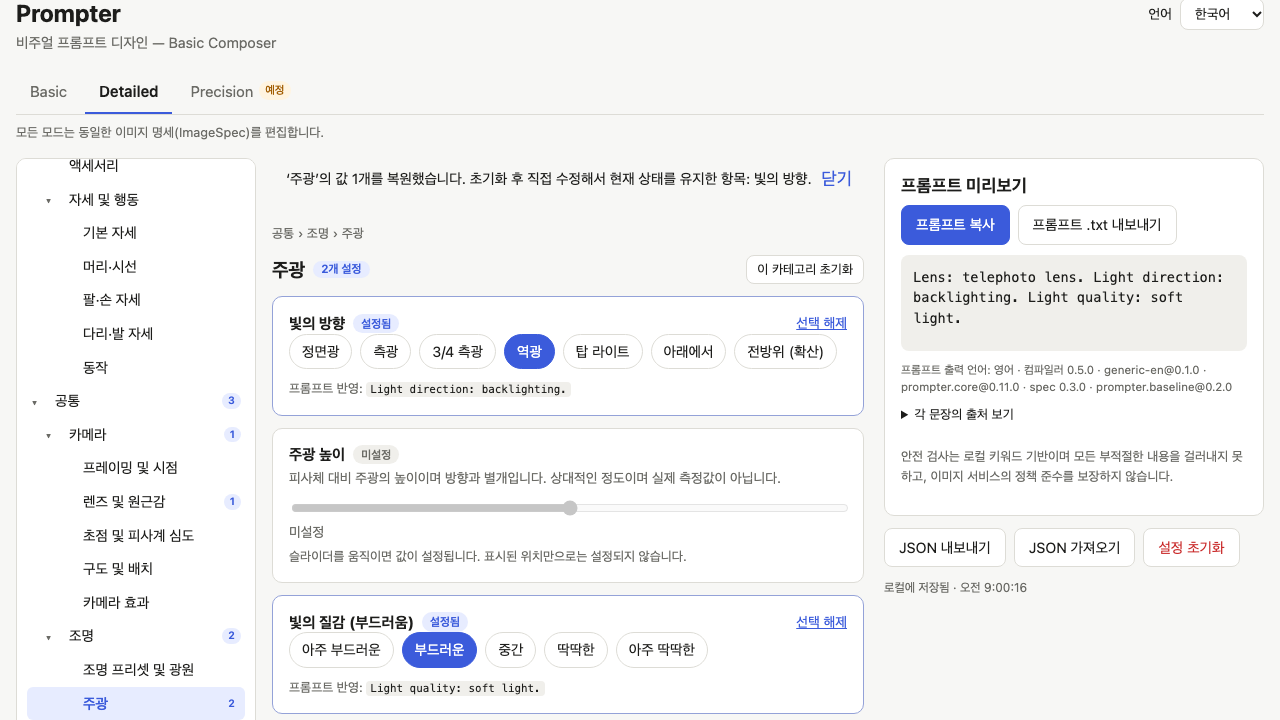 Prompter
언어
한국어
비주얼 프롬프트 디자인 — Basic Composer
Basic
Detailed
Precision 예정
모든 모드는 동일한 이미지 명세(ImageSpec)를 편집합니다.
액세서리
자세 및 행동
기본 자세
머리·시선
팔·손 자세
다리·발 자세
동작
공통 3
카메라 1
프레이밍 및 시점
렌즈 및 원근감 1
초점 및 피사계 심도
구도 및 배치
카메라 효과
조명 2
조명 프리셋 및 광원
주광 2
‘주광’의 값 1개를 복원했습니다. 초기화 후 직접 수정해서 현재 상태를 유지한 항목: 빛의 방향. 닫기
공통 › 조명 › 주광
주광 2개 설정
이 카테고리 초기화
빛의 방향 설정됨
선택 해제
정면광
측광
3/4 측광
역광
탑 라이트
아래에서
전방위 (확산)
프롬프트 반영: Light direction: backlighting.
주광 높이 미설정
피사체 대비 주광의 높이이며 방향과 별개입니다. 상대적인 정도이며 실제 측정값이 아닙니다.
미설정
슬라이더를 움직이면 값이 설정됩니다. 표시된 위치만으로는 설정되지 않습니다.
빛의 질감 (부드러움) 설정됨
선택 해제
아주 부드러운
부드러운
중간
딱딱한
아주 딱딱한
프롬프트 반영: Light quality: soft light.
프롬프트 미리보기
프롬프트 복사
프롬프트 .txt 내보내기
Lens: telephoto lens. Light direction:
backlighting. Light quality: soft
light.
프롬프트 출력 언어: 영어 · 컴파일러 0.5.0 · generic-en@0.1.0 ·
prompter.core@0.11.0 · spec 0.3.0 · prompter.baseline@0.2.0
각 문장의 출처 보기
안전 검사는 로컬 키워드 기반이며 모든 부적절한 내용을 걸러내지 못
하고, 이미지 서비스의 정책 준수를 보장하지 않습니다.
JSON 내보내기
JSON 가져오기
설정 초기화
로컬에 저장됨 · 오전 9:00:16